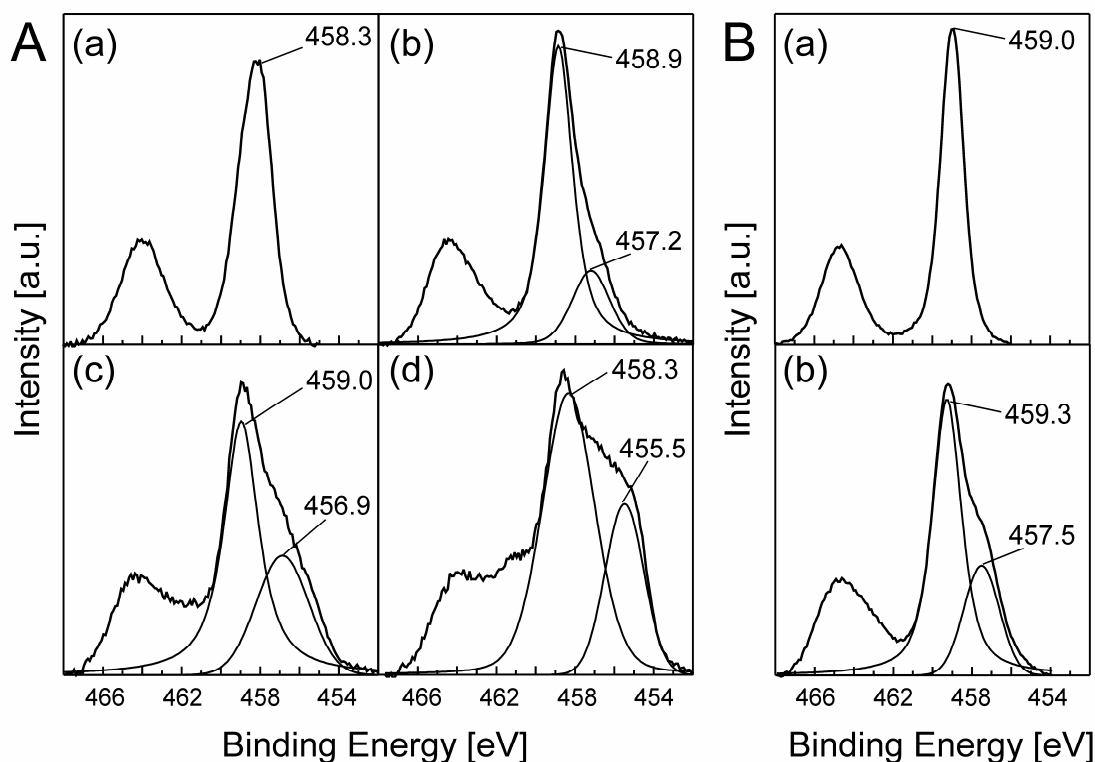 A
(a)
458.3
(b)
458.9
457.2
B
(a)
459.0
Intensity [a.u.]
Intensity [a.u.]
(c)
459.0
456.9
(d)
458.3
455.5
(b)
459.3
457.5
466 462 458 454 466 462 458 454 466 462 458 454
Binding Energy [eV]
Binding Energy [eV]